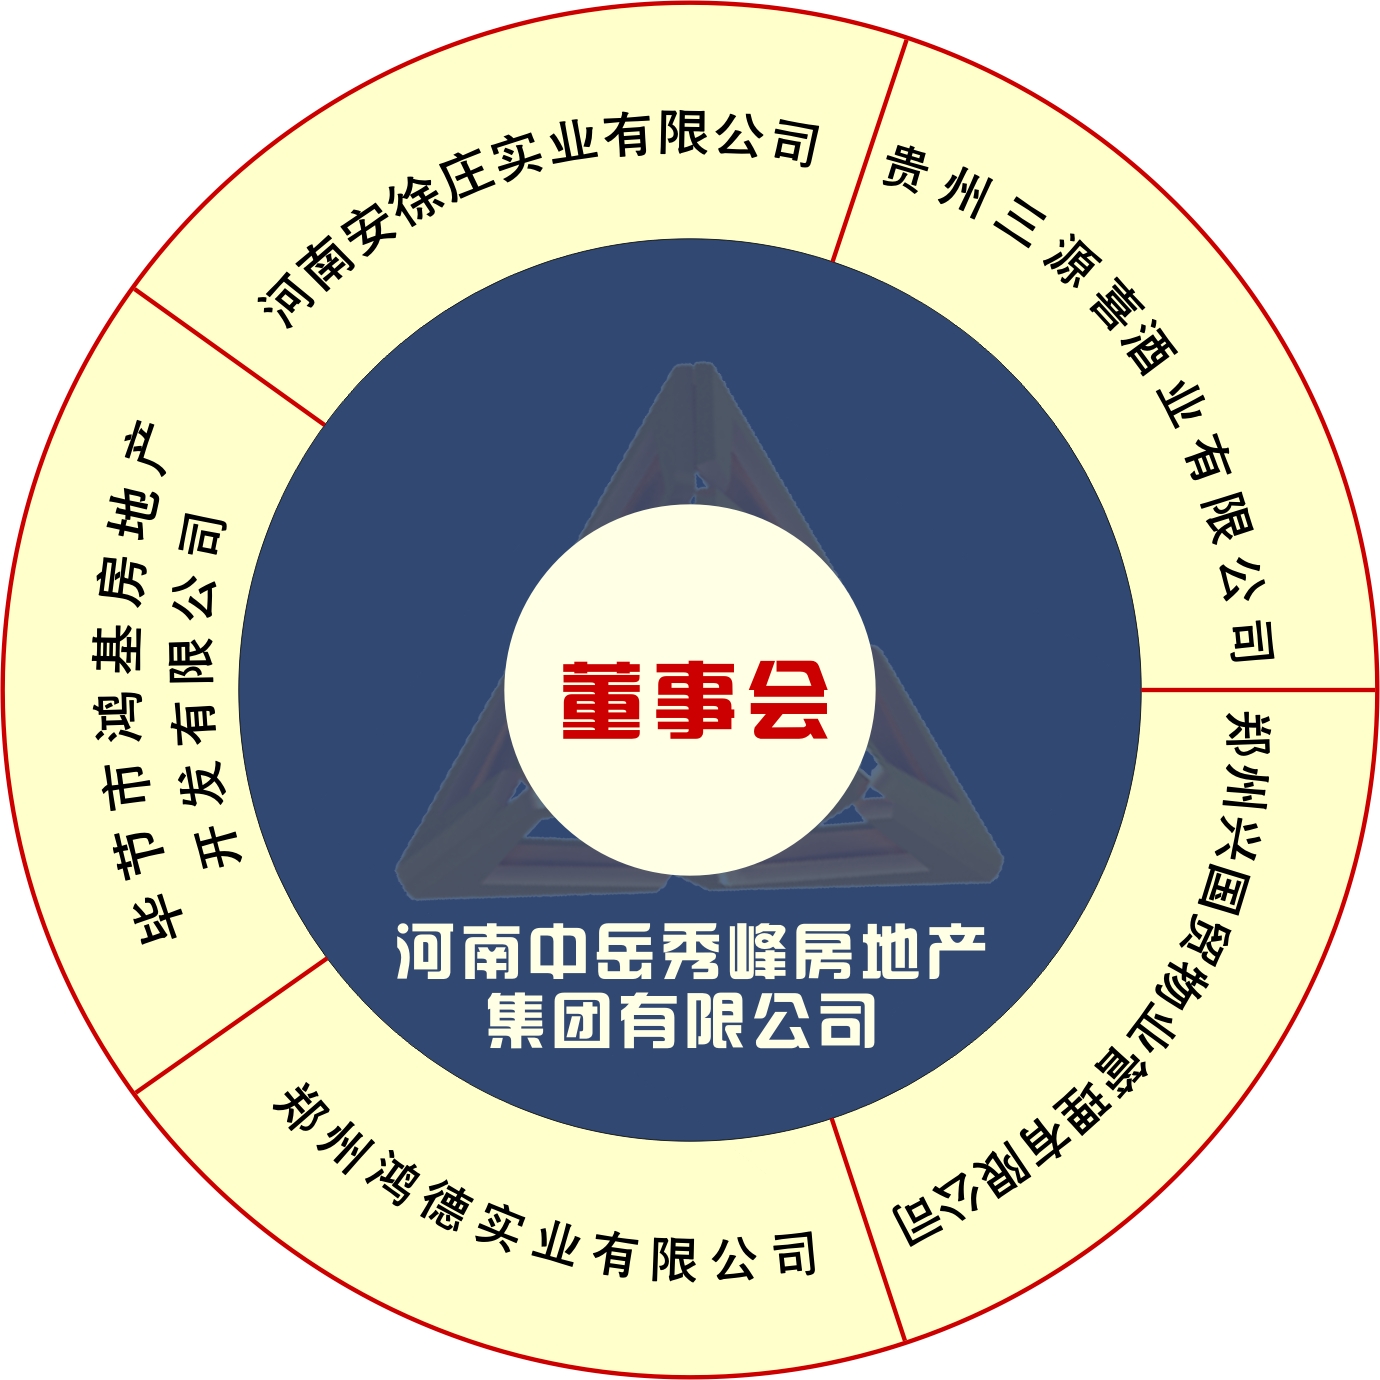 河南安徐庄实业有限公司
贵州三源喜酒业有限公司
郑州兴国贸物业管理有限公司
郑州鸿德实业有限公司
毕节市鸿基房地产
开发有限公司
董事会
河南中岳秀峰房地产
集团有限公司